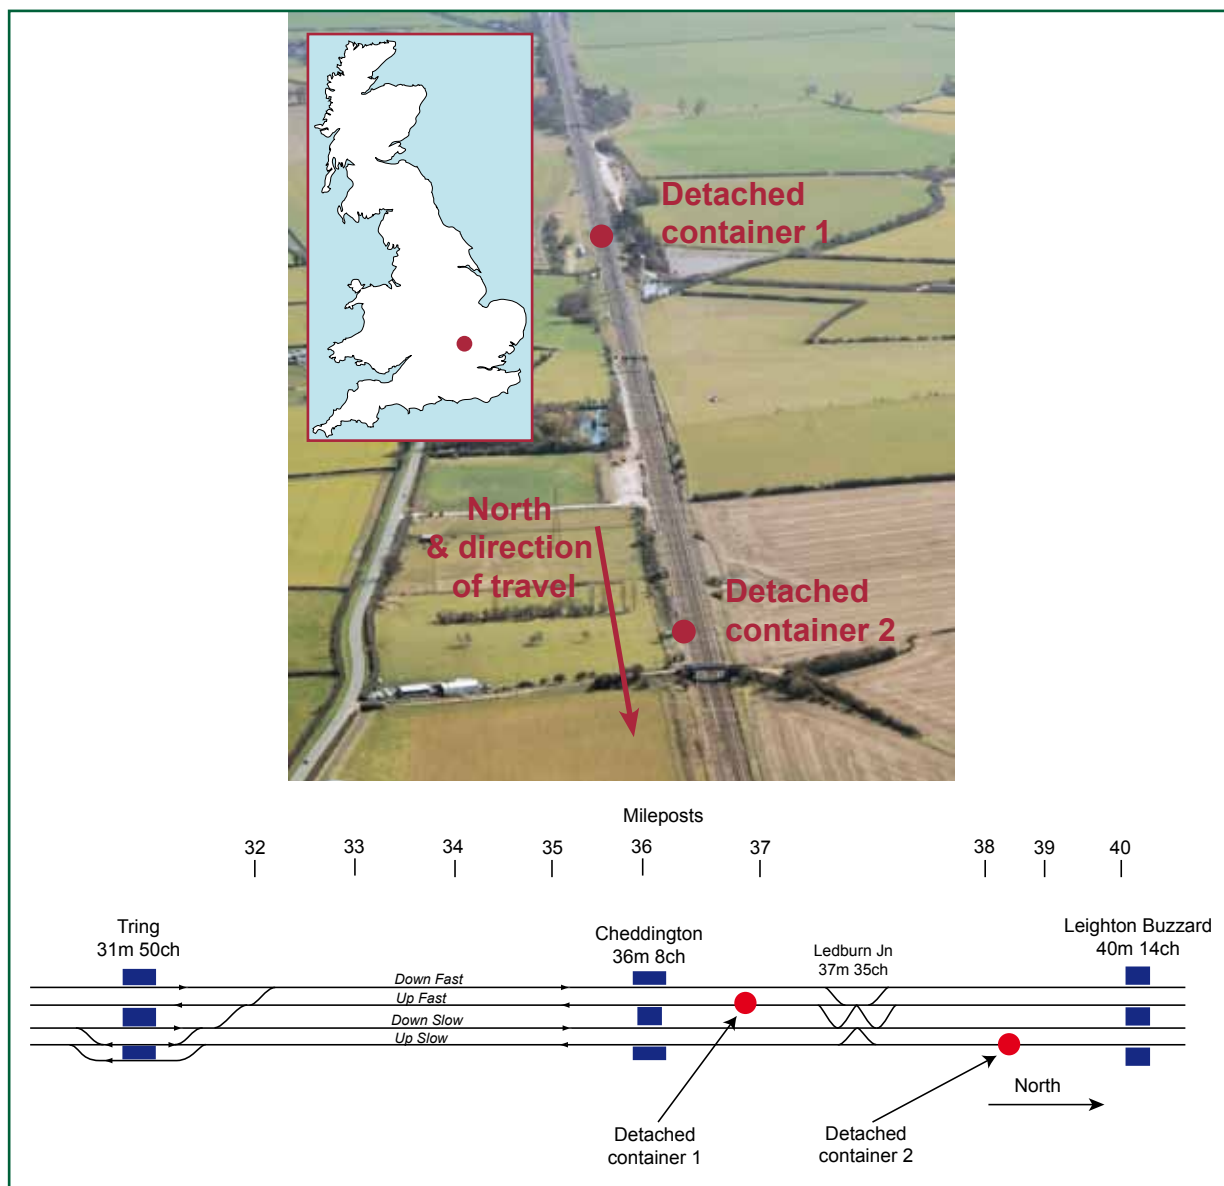 Detached
container 1
North
& direction
of travel
Detached
container 2
Mileposts
32 33 34 35 36 37 38 39 40
Tring
31m 50ch
Cheddington
36m 8ch
Ledburn Jn
37m 35ch
Leighton Buzzard
40m 14ch
Down Fast
Up Fast
Down Slow
Up Slow
North
Detached
container 1
Detached
container 2